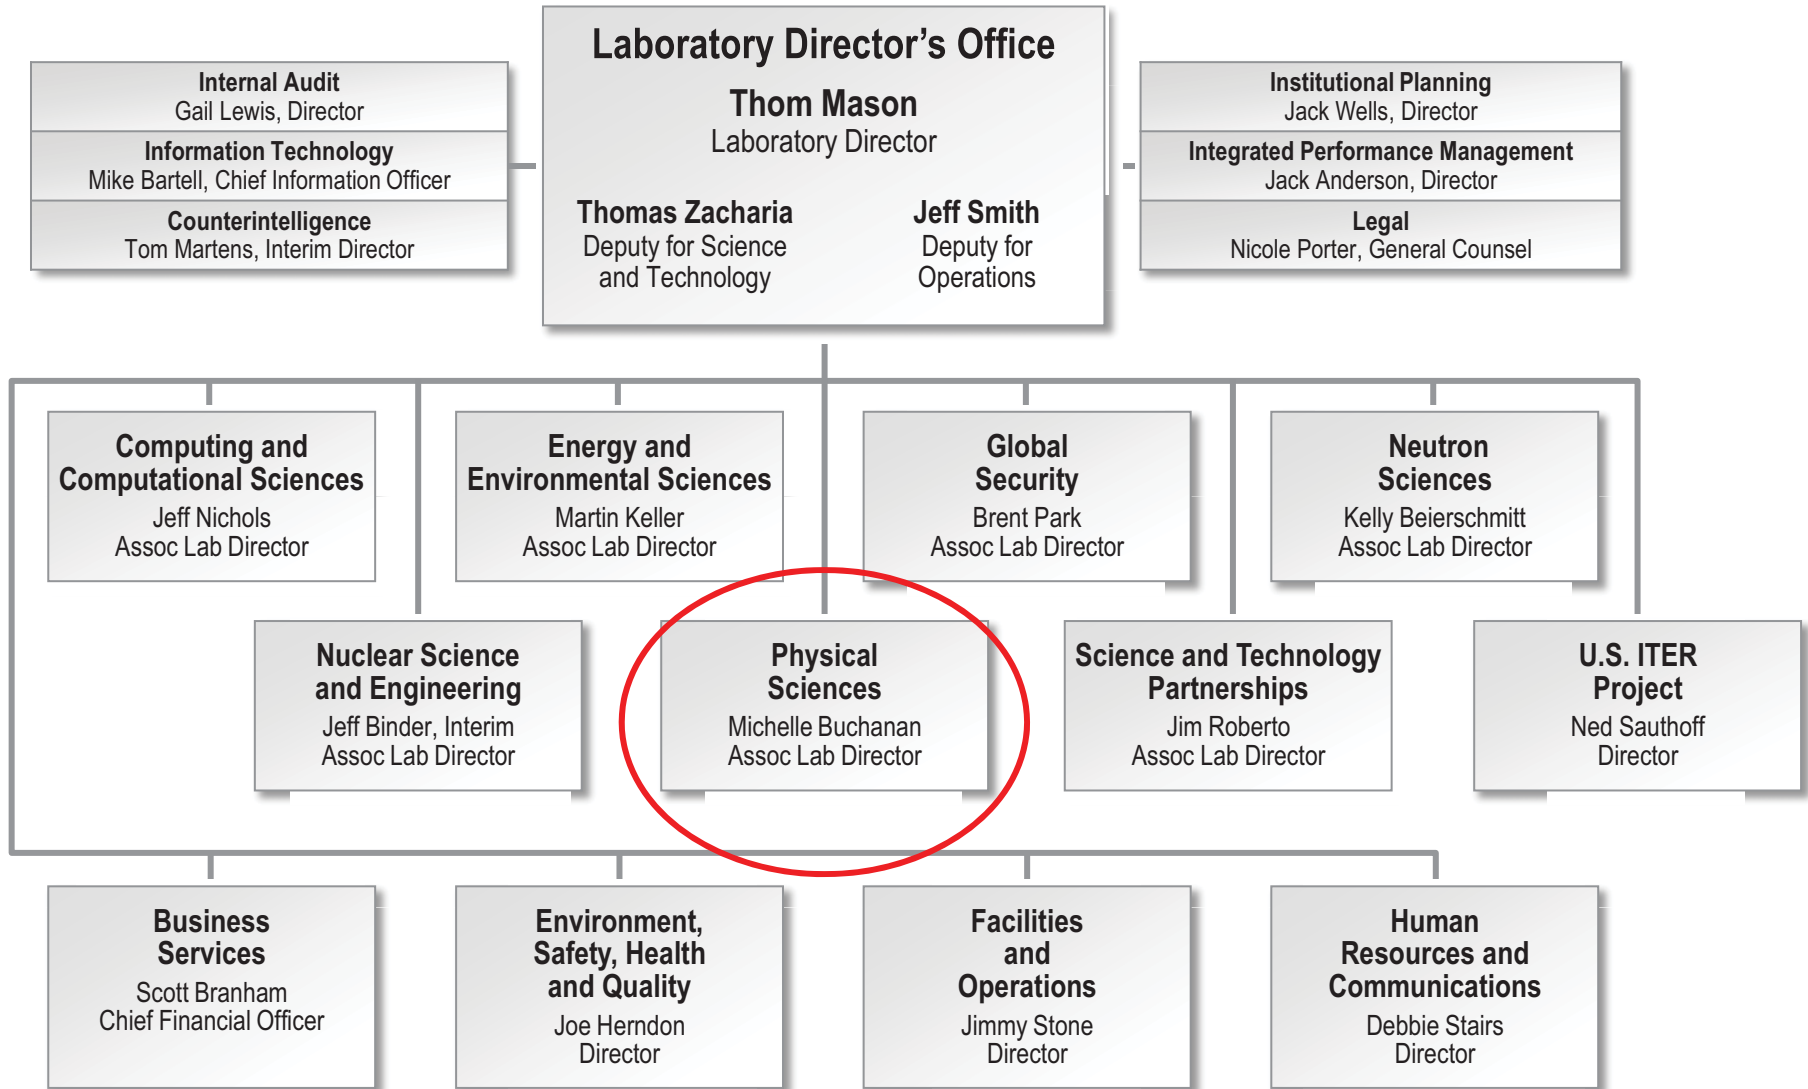 Laboratory Director's Office
Thom Mason
Laboratory Director
Thomas Zacharia
Deputy for Science
and Technology
Jeff Smith
Deputy for
Operations
Internal Audit
Gail Lewis, Director
Information Technology
Mike Bartell, Chief Information Officer
Counterintelligence
Tom Martens, Interim Director
Institutional Planning
Jack Wells, Director
Integrated Performance Management
Jack Anderson, Director
Legal
Nicole Porter, General Counsel
Computing and
Computational Sciences
Jeff Nichols
Assoc Lab Director
Energy and
Environmental Sciences
Martin Keller
Assoc Lab Director
Global
Security
Brent Park
Assoc Lab Director
Neutron
Sciences
Kelly Beierschmitt
Assoc Lab Director
Nuclear Science
and Engineering
Jeff Binder, Interim
Assoc Lab Director
Physical
Sciences
Michelle Buchanan
Assoc Lab Director
Science and Technology
Partnerships
Jim Roberto
Assoc Lab Director
U.S. ITER
Project
Ned Sauthoff
Director
Business
Services
Scott Branham
Chief Financial Officer
Environment,
Safety, Health
and Quality
Joe Herndon
Director
Facilities
and
Operations
Jimmy Stone
Director
Human
Resources and
Communications
Debbie Stairs
Director